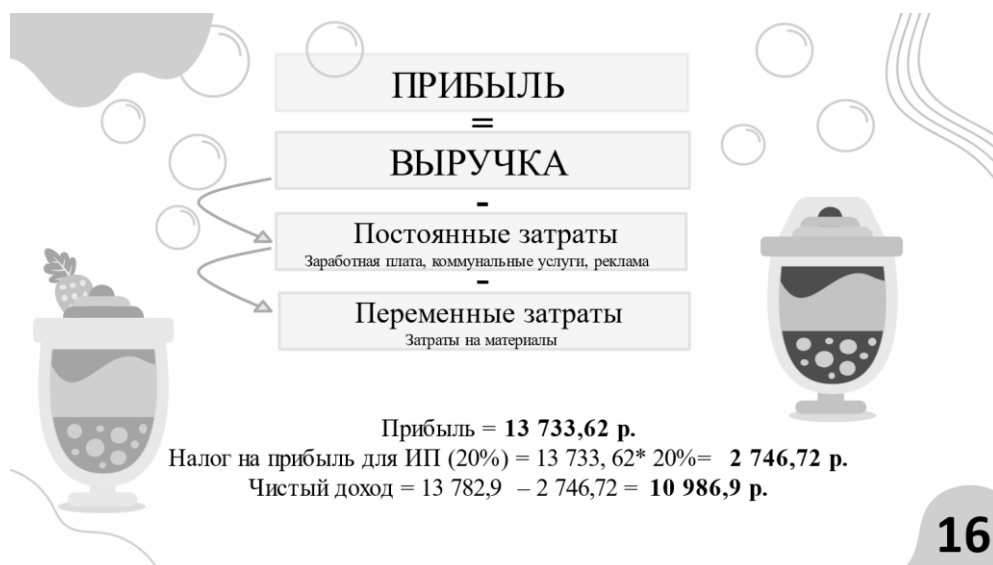 ПРИБЫЛЬ
=
ВЫРУЧКА
-
Постоянные затраты
Заработная плата, коммунальные услуги, реклама
-
Переменные затраты
Затраты на материалы
Прибыль = 13 733,62 р.
Налог на прибыль для ИП (20%) = 13 733, 62* 20%= 2 746,72 р.
Чистый доход = 13 782,9 – 2 746,72 = 10 986,9 р.
16